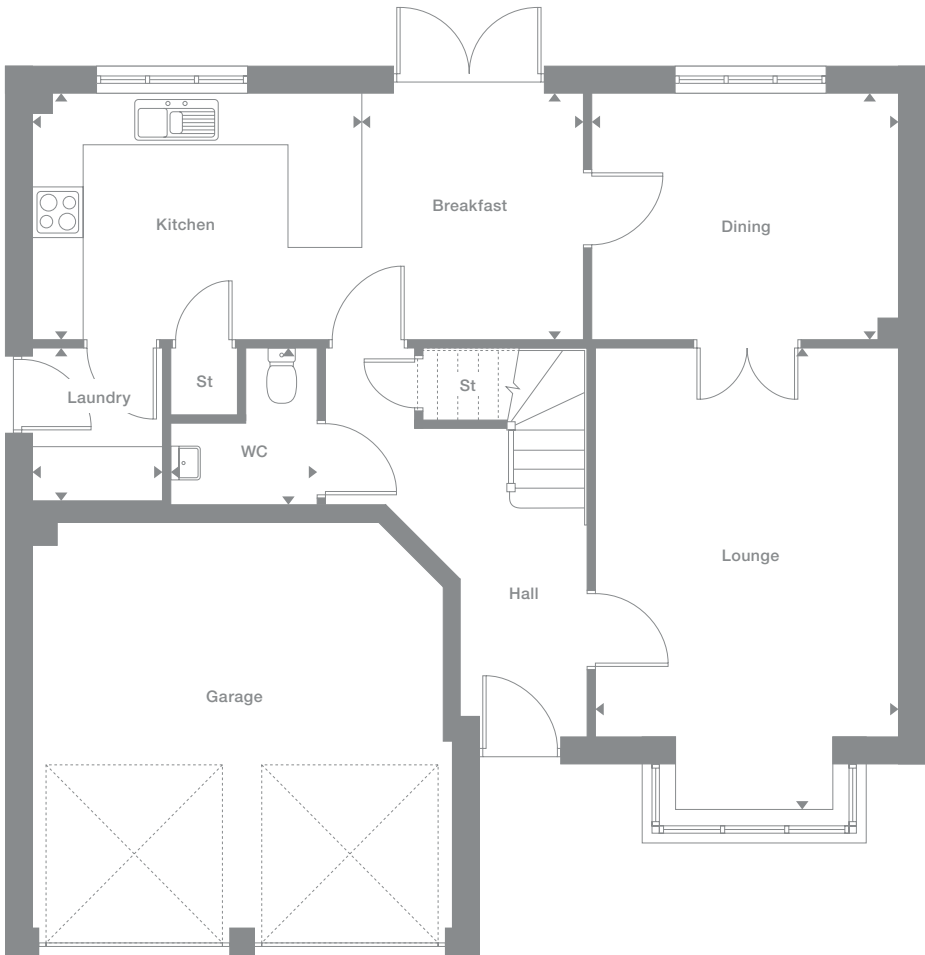 Breakfast
Kitchen
Dining
St
St
Laundry
WC
Lounge
Hall
Garage